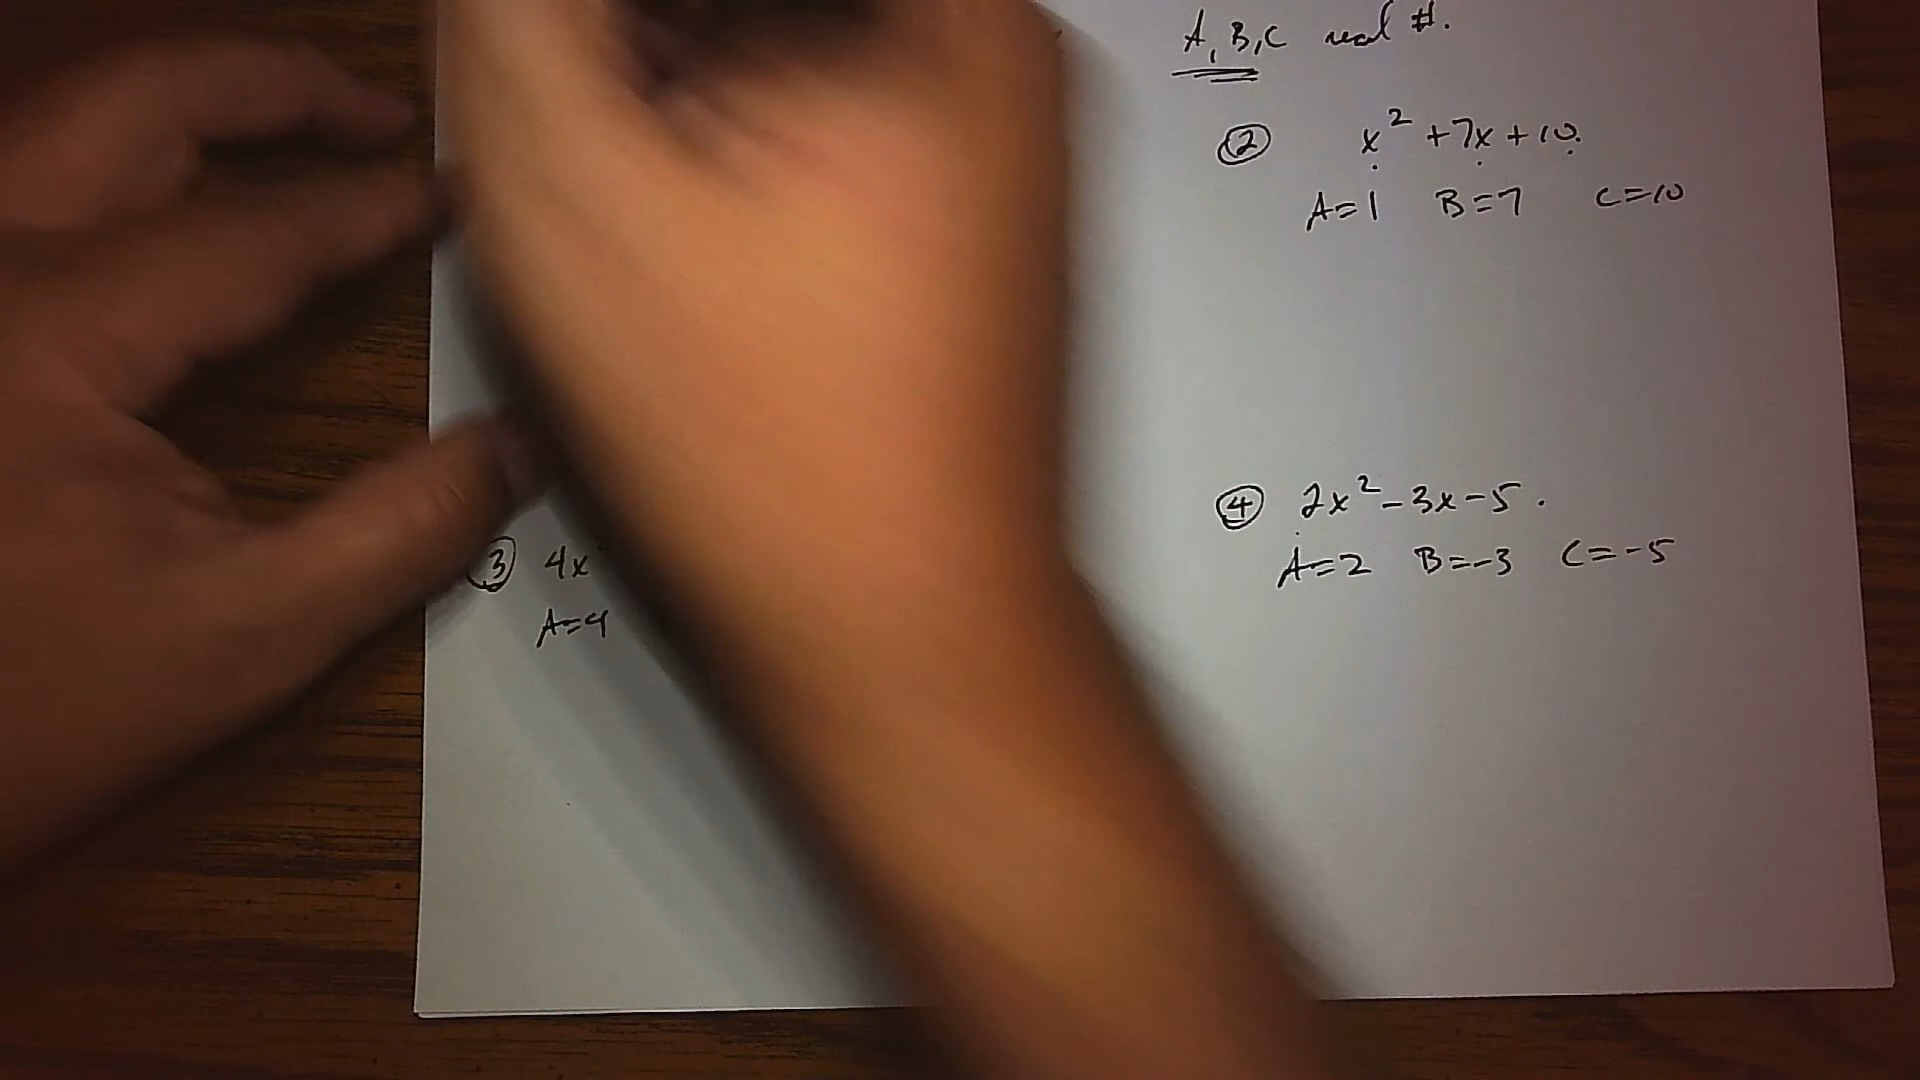 A, B, C real #.
② x² + 7x + 10.
A=1 B=7 C=10
③ 4x
A=4
④ 2x² - 3x - 5.
A=2 B=-3 C=-5